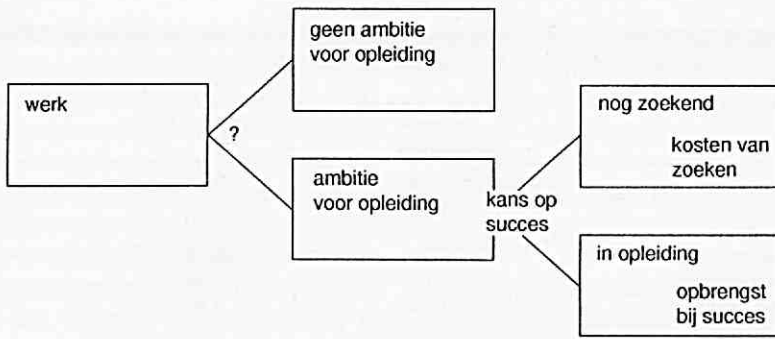 geen ambitie
voor opleiding
werk
?
nog zoekend
kosten van
zoeken
ambitie
voor opleiding
kans op
succes
in opleiding
opbrengst
bij succes